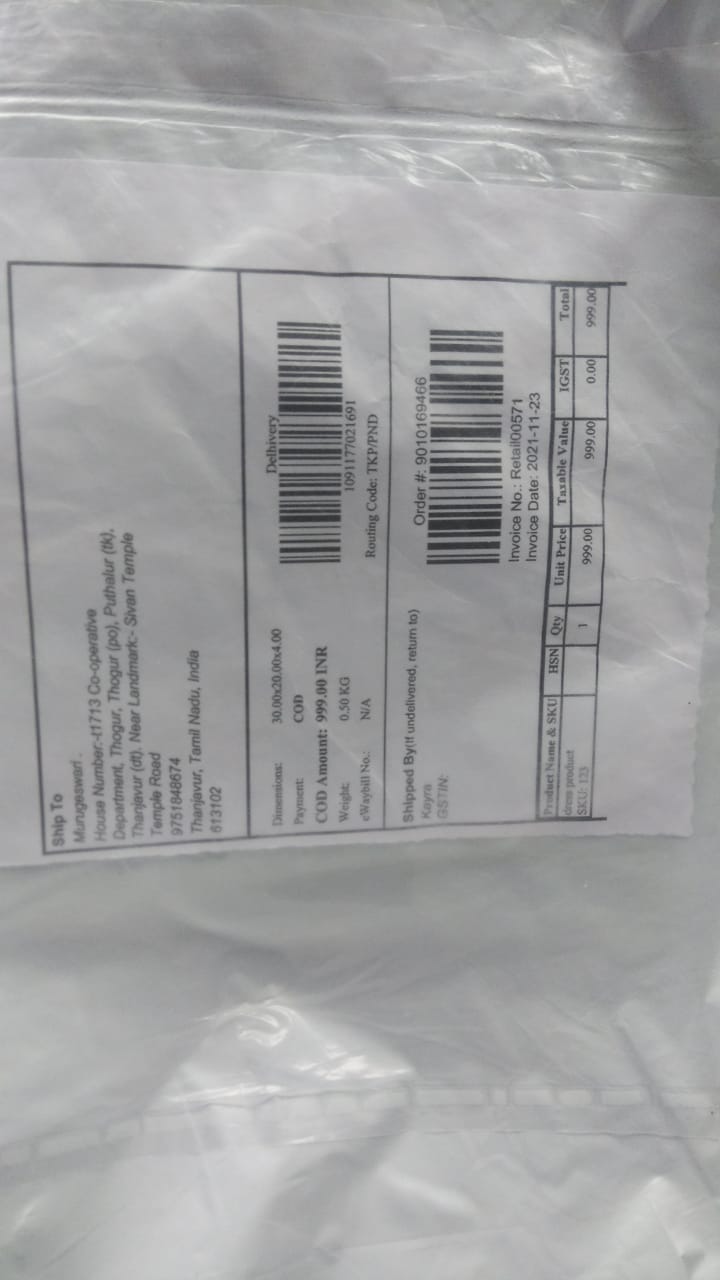 Ship To
Murugeswari .
House Number:-t1713 Co-operative
Department, Thogur, Thogur (po), Puthalur (tk),
Thanjavur (dt). Near Landmark:- Sivan Temple
Temple Road
9751848674
Thanjavur, Tamil Nadu, India
613102
Dimensions: 30.00x20.00x4.00
Payment: COD
COD Amount: 999.00 INR
Weight: 0.50 KG
eWaybill No.: N/A
Delhivery
1091177021691
Routing Code: TKP/PND
Shipped By(If undelivered, return to)
Kayra
GSTIN:
Order #: 9010169466
Invoice No.: Retail00571
Invoice Date: 2021-11-23
Product Name & SKU HSN Qty Unit Price Taxable Value IGST Total
dress product 1 999.00 999.00 0.00 999.00
SKU: 123